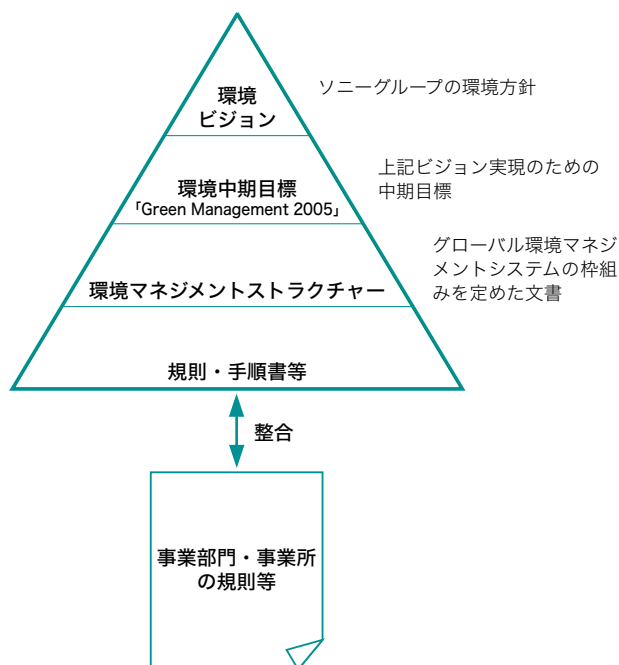 環境
ビジョン
ソニーグループの環境方針
環境中期目標
「Green Management 2005」
上記ビジョン実現のための
中期目標
環境マネジメントストラクチャー
グローバル環境マネジ
メントシステムの枠組
みを定めた文書
規則・手順書等
整合
事業部門・事業所
の規則等